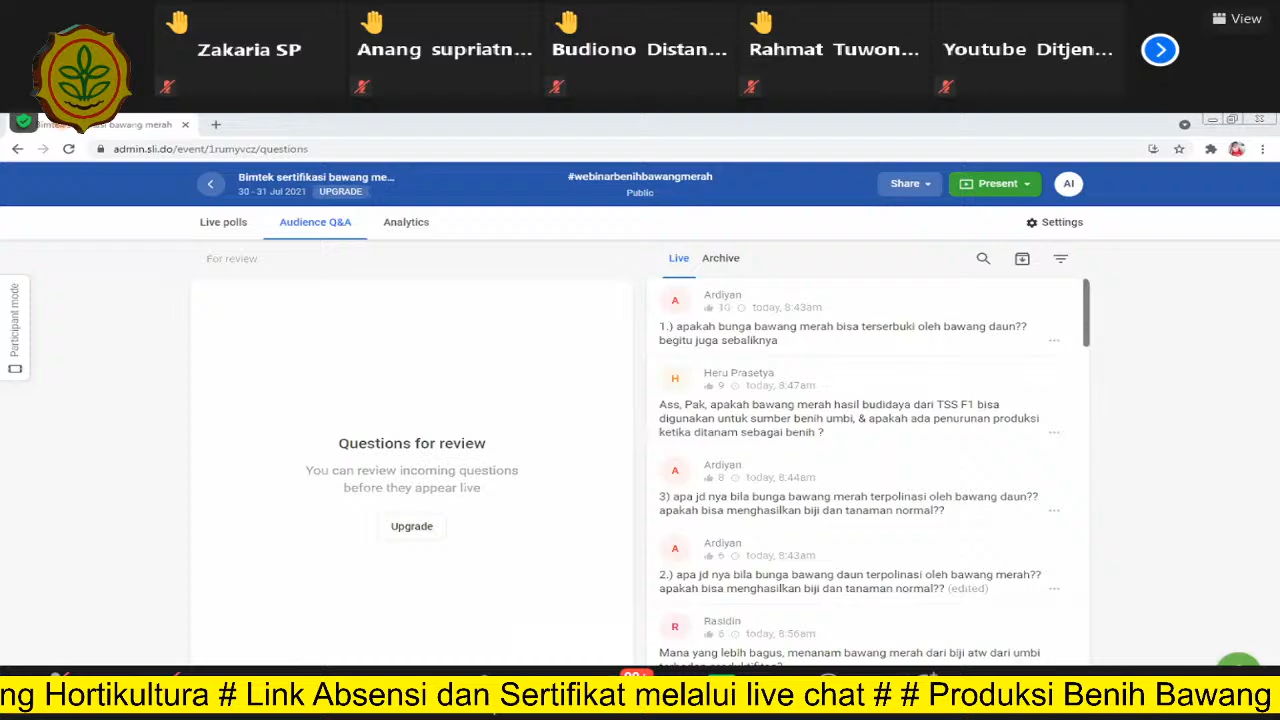 View
Zakaria SP
Anang supriatn...
Budiono Distan...
Rahmat Tuwon...
Youtube Ditjen...
bawang merah
admin.sli.do/event/1rumyvcz/questions
Bimtek sertifikasi bawang me...
30 - 31 Jul 2021 UPGRADE
#webinarbenihbawangmerah
Public
Share
Present
AI
Live polls
Audience Q&A
Analytics
Settings
For review
Live
Archive
Participant mode
Questions for review
You can review incoming questions
before they appear live
Upgrade
A
Ardiyan
10 today, 8:43am
1.) apakah bunga bawang merah bisa terserbuki oleh bawang daun??
begitu juga sebaliknya
H
Heru Prasetya
9 today, 8:47am
Ass, Pak, apakah bawang merah hasil budidaya dari TSS F1 bisa
digunakan untuk sumber benih umbi, & apakah ada penurunan produksi
ketika ditanam sebagai benih ?
A
Ardiyan
8 today, 8:44am
3) apa jd nya bila bunga bawang merah terpolinasi oleh bawang daun??
apakah bisa menghasilkan biji dan tanaman normal??
A
Ardiyan
6 today, 8:43am
2.) apa jd nya bila bunga bawang daun terpolinasi oleh bawang merah??
apakah bisa menghasilkan biji dan tanaman normal?? (edited)
R
Rasidin
6 today, 8:56am
Mana yang lebih bagus, menanam bawang merah dari biji atw dari umbi
ng Hortikultura # Link Absensi dan Sertifikat melalui live chat # # Produksi Benih Bawang